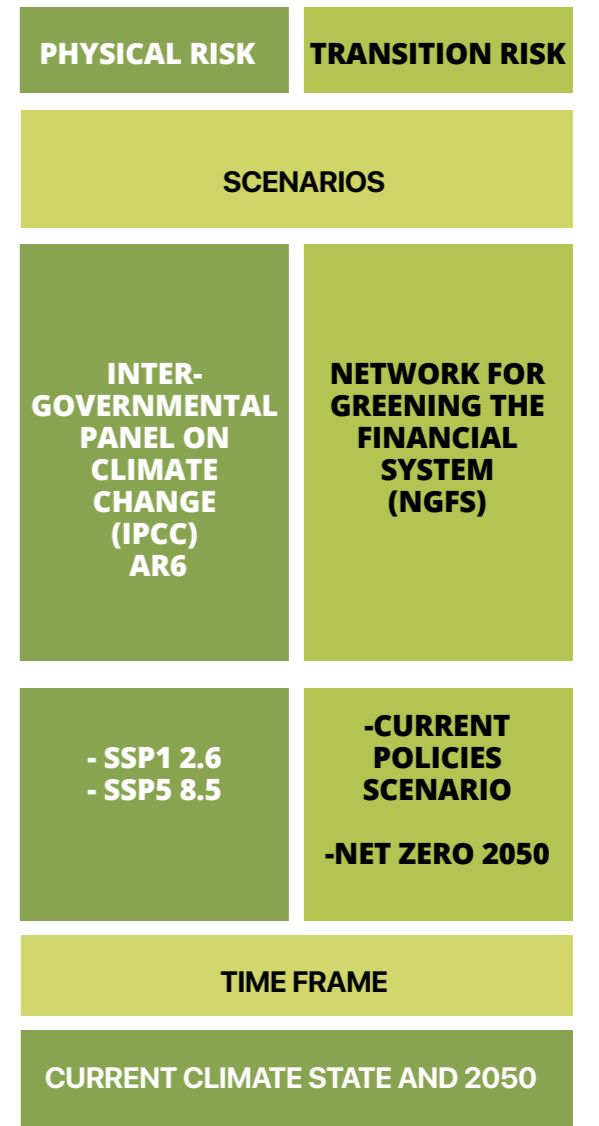 PHYSICAL RISK
TRANSITION RISK
SCENARIOS
INTER-
GOVERNMENTAL
PANEL ON
CLIMATE
CHANGE
(IPCC)
AR6
NETWORK FOR
GREENING THE
FINANCIAL
SYSTEM
(NGFS)
- SSP1 2.6
- SSP5 8.5
-CURRENT
POLICIES
SCENARIO
-NET ZERO 2050
TIME FRAME
CURRENT CLIMATE STATE AND 2050